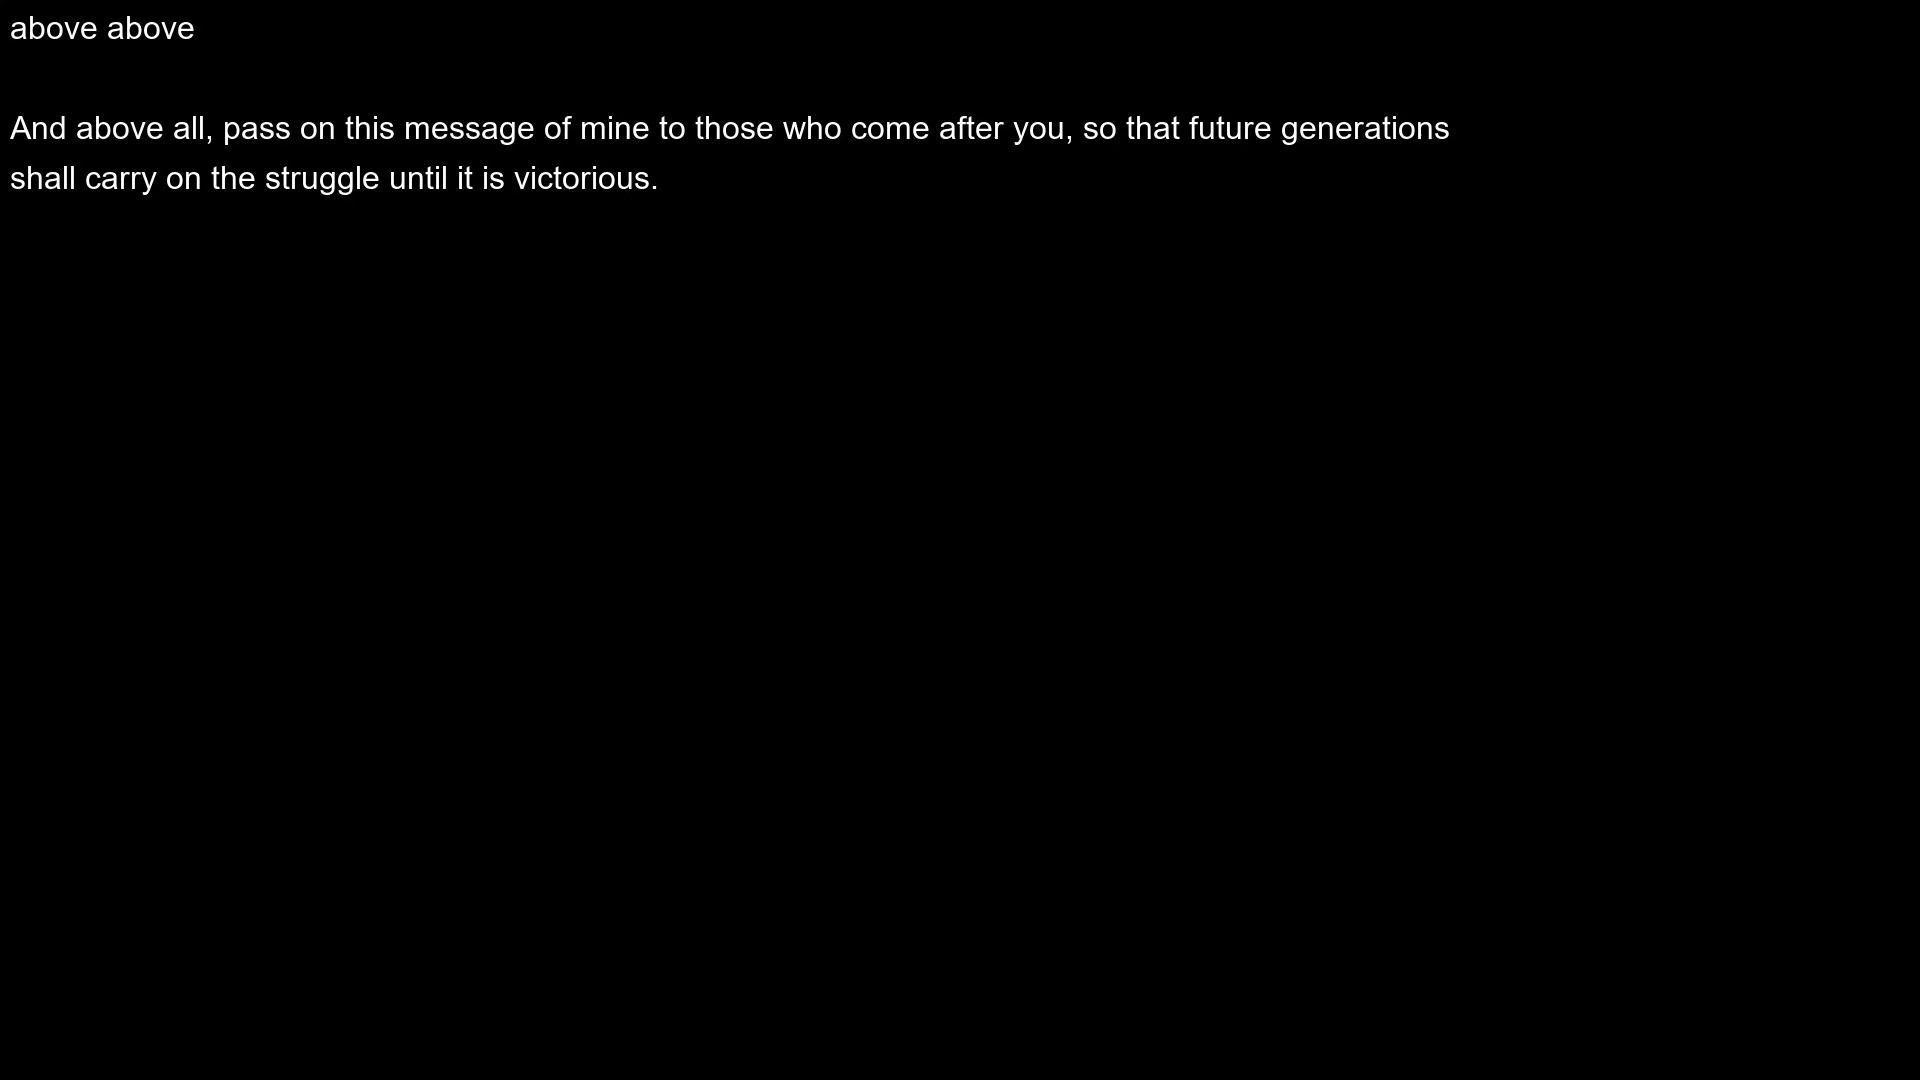 above above
And above all, pass on this message of mine to those who come after you, so that future generations
shall carry on the struggle until it is victorious.